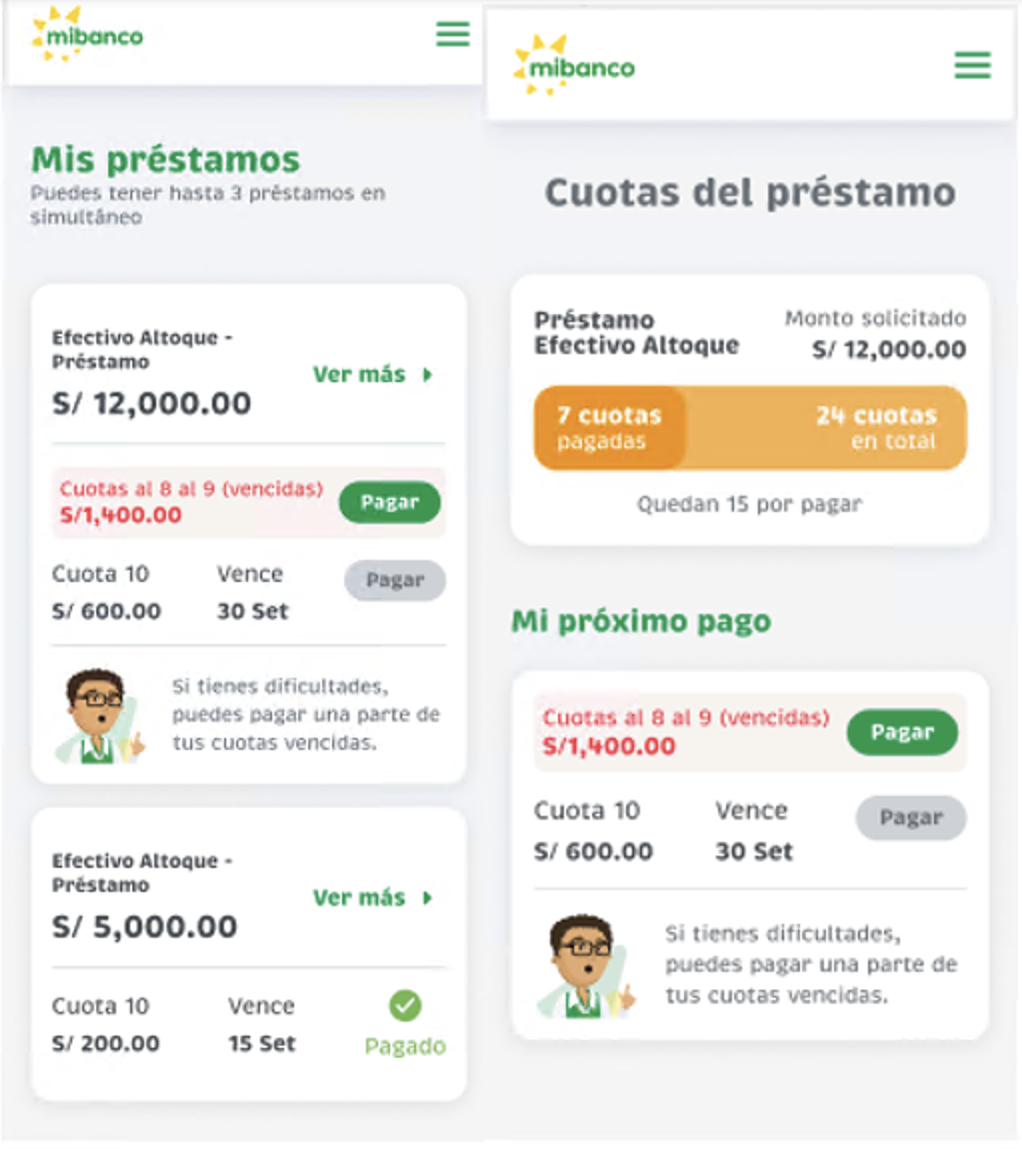 mibanco
Mis préstamos
Puedes tener hasta 3 préstamos en
simultáneo
Efectivo Altoque -
Préstamo
Ver más
S/ 12,000.00
Cuotas al 8 al 9 (vencidas)
S/1,400.00
Pagar
Cuota 10
Vence
Pagar
S/ 600.00
30 Set
Si tienes dificultades,
puedes pagar una parte de
tus cuotas vencidas.
Efectivo Altoque -
Préstamo
Ver más
S/ 5,000.00
Cuota 10
Vence
S/ 200.00
15 Set
Pagado
mibanco
Cuotas del préstamo
Préstamo
Efectivo Altoque
Monto solicitado
S/ 12,000.00
7 cuotas
pagadas
24 cuotas
en total
Quedan 15 por pagar
Mi próximo pago
Cuotas al 8 al 9 (vencidas)
S/1,400.00
Pagar
Cuota 10
Vence
Pagar
S/ 600.00
30 Set
Si tienes dificultades,
puedes pagar una parte de
tus cuotas vencidas.